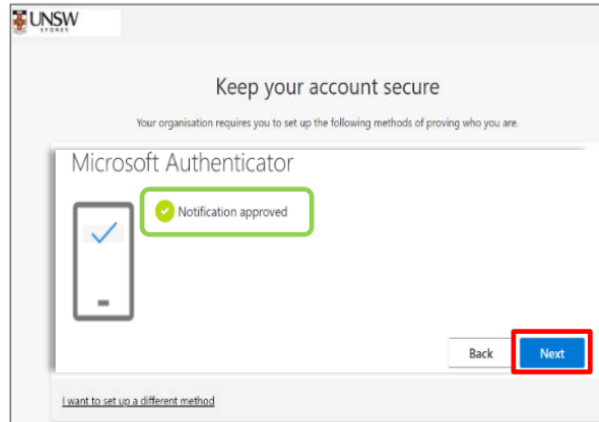 UNSW
SYDNEY
Keep your account secure
Your organisation requires you to set up the following methods of proving who you are.
Microsoft Authenticator
Notification approved
Back Next
I want to set up a different method